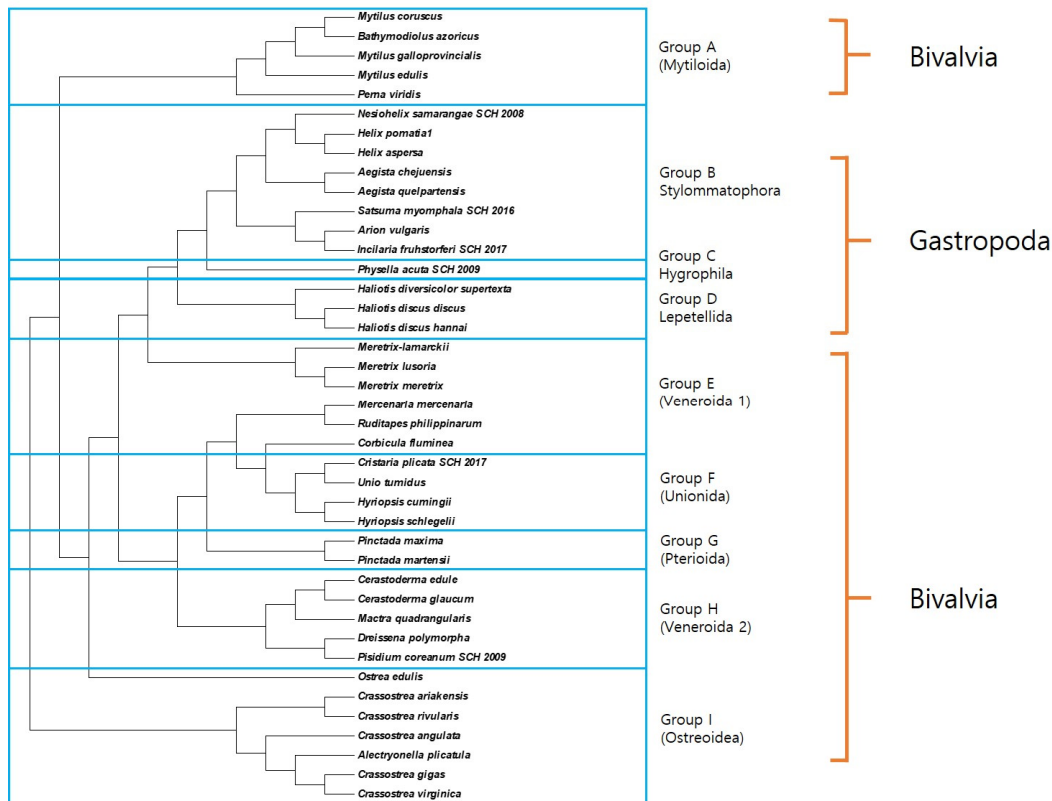 Mytilus coruscus
Bathymodiolus azoricus
Mytilus galloprovincialis
Mytilus edulis
Perna viridis
Group A
(Mytiloida)
Bivalvia
Nesiohelix samarangae SCH 2008
Helix pomatia1
Helix aspersa
Aegista chejuensis
Aegista quelpartensis
Satsuma myomphala SCH 2016
Arion vulgaris
Incilaria fruhstorferi SCH 2017
Group B
Stylommatophora
Physella acuta SCH 2009
Group C
Hygrophila
Haliotis diversicolor supertexta
Haliotis discus discus
Haliotis discus hannai
Group D
Lepetellida
Gastropoda
Meretrix-lamarckii
Meretrix lusoria
Meretrix meretrix
Mercenaria mercenaria
Ruditapes philippinarum
Corbicula fluminea
Group E
(Veneroida 1)
Cristaria plicata SCH 2017
Unio tumidus
Hyriopsis cumingii
Hyriopsis schlegelii
Group F
(Unionida)
Pinctada maxima
Pinctada martensii
Group G
(Pterioida)
Cerastoderma edule
Cerastoderma glaucum
Mactra quadrangularis
Dreissena polymorpha
Pisidium coreanum SCH 2009
Group H
(Veneroida 2)
Bivalvia
Ostrea edulis
Crassostrea ariakensis
Crassostrea rivularis
Crassostrea angulata
Alectryonella plicatula
Crassostrea gigas
Crassostrea virginica
Group I
(Ostreoidea)